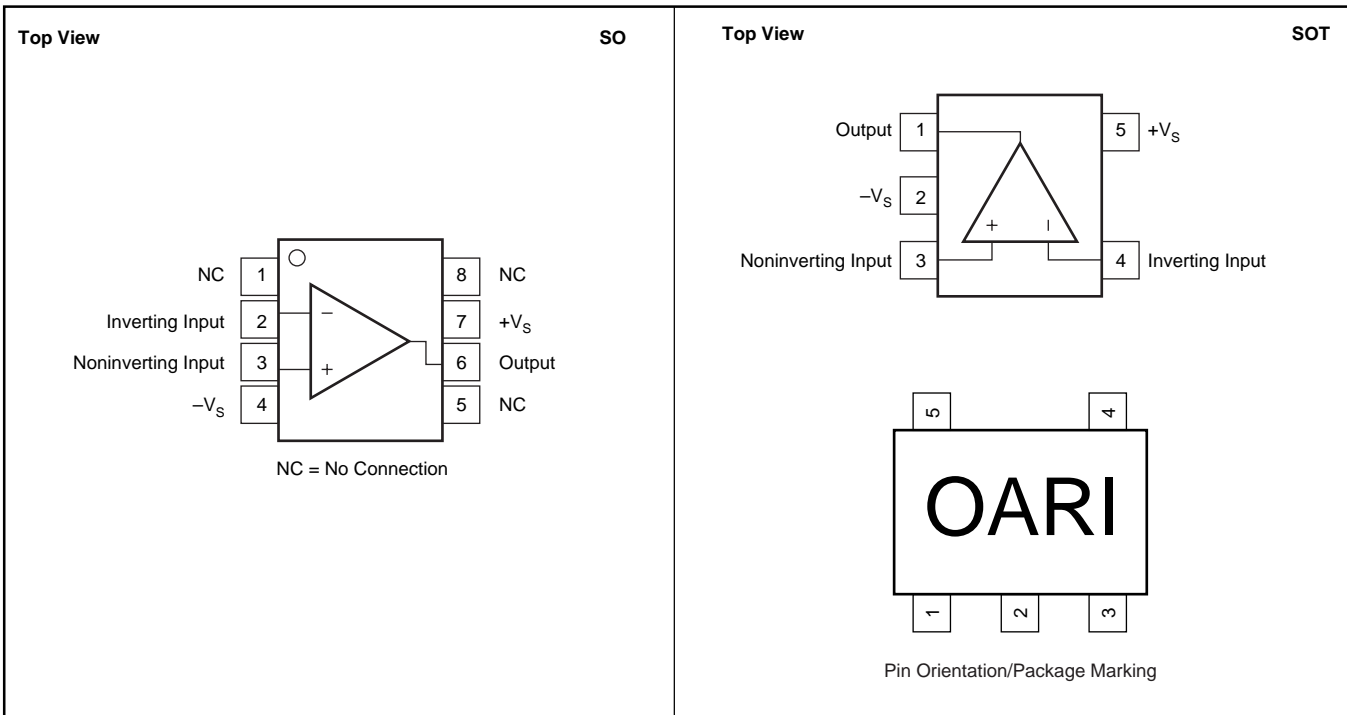 Top View SO
NC 1 8 NC
Inverting Input 2 − 7 +VS
Noninverting Input 3 + 6 Output
–VS 4 5 NC
NC = No Connection
Top View SOT
Output 1 5 +VS
–VS 2
+ −
Noninverting Input 3 4 Inverting Input
5 4
OARI
1 2 3
Pin Orientation/Package Marking